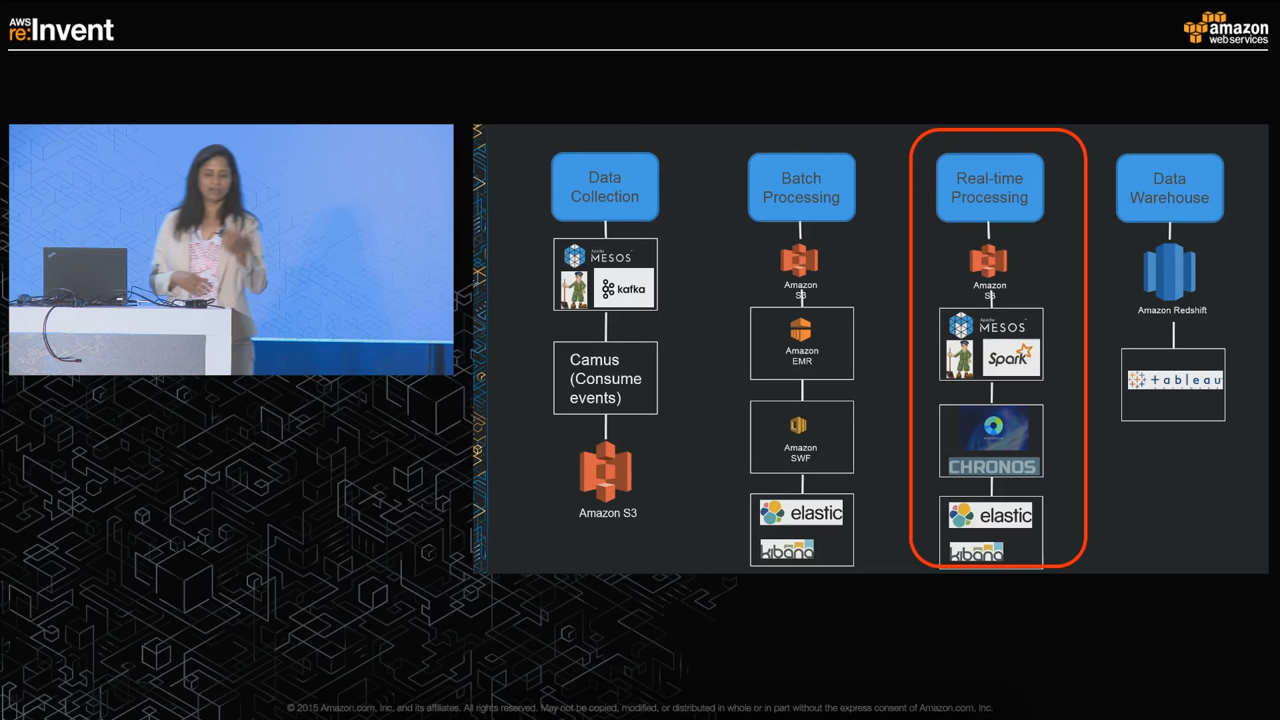 AWS
re:Invent
amazon
web services
Data
Collection
Apache
MESOS
kafka
Camus
(Consume
events)
Amazon S3
Batch
Processing
Amazon
S3
Amazon
EMR
Amazon
SWF
elastic
kibana
Real-time
Processing
Amazon
S3
Apache
MESOS
Spark
CHRONOS
elastic
kibana
Data
Warehouse
Amazon Redshift
+ a b l e a u
© 2015 Amazon.com, Inc. and its affiliates. All rights reserved. May not be copied, modified, or distributed in whole or in part without the express consent of Amazon.com, Inc.